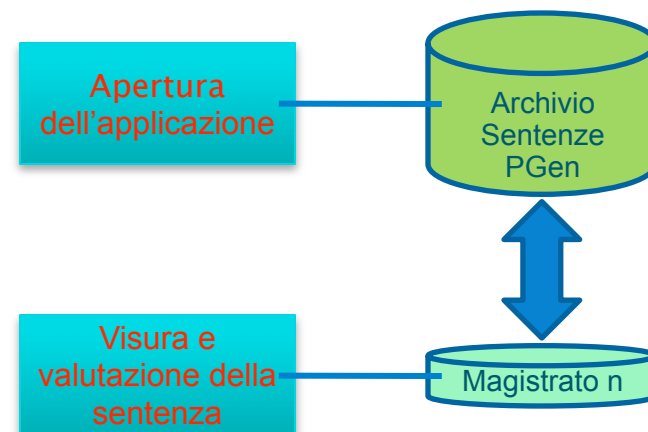 Apertura
dell’applicazione
Archivio
Sentenze
PGen
Visura e
valutazione della
sentenza
Magistrato n